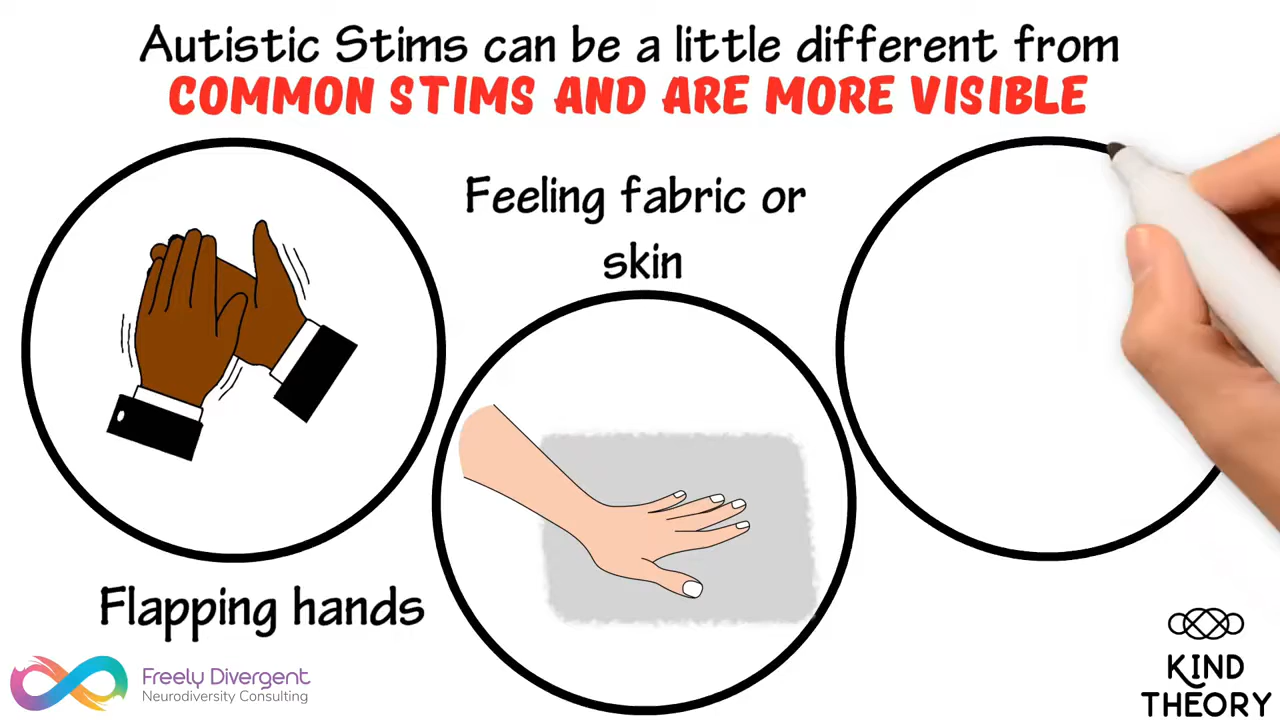 Autistic Stims can be a little different from
COMMON STIMS AND ARE MORE VISIBLE
Feeling fabric or
skin
Flapping hands
Freely Divergent
Neurodiversity Consulting
KIND
THEORY